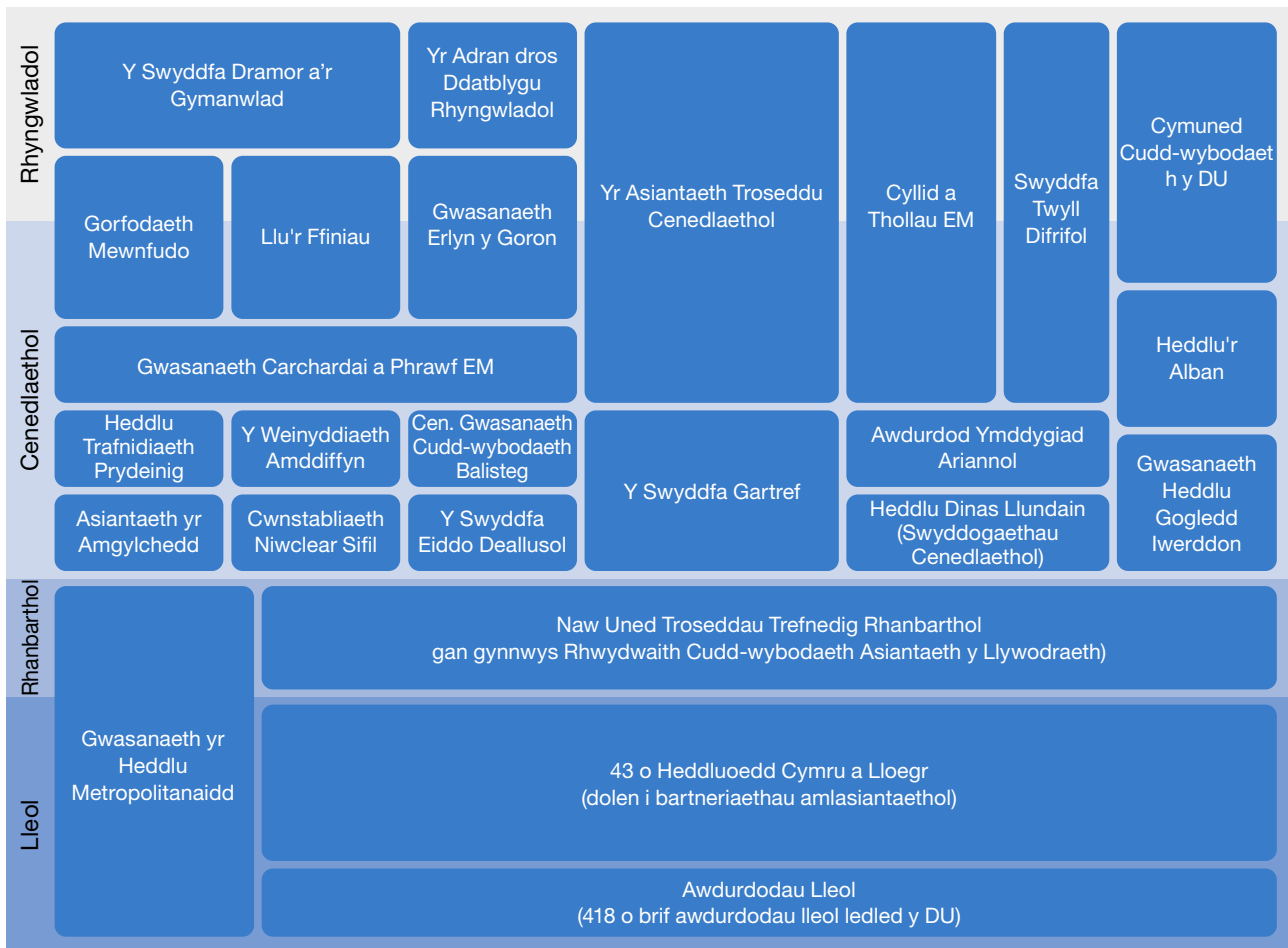 Rhyngwladol
Y Swyddfa Dramor a'r
Gymanwlad
Yr Adran dros
Ddatblygu
Rhyngwladol
Yr Asiantaeth Troseddu
Cenedlaethol
Cyllid a
Thollau EM
Swyddfa
Twyll
Difrifol
Cymuned
Cudd-wybodaet
h y DU
Gorfodaeth
Mewnfudo
Llu'r Ffiniau
Gwasanaeth
Erlyn y Goron
Cenedlaethol
Gwasanaeth Carchardai a Phrawf EM
Heddlu'r
Alban
Heddlu
Trafnidiaeth
Prydeinig
Y Weinyddiaeth
Amddiffyn
Cen. Gwasanaeth
Cudd-wybodaeth
Balisteg
Y Swyddfa Gartref
Awdurdod Ymddygiad
Ariannol
Gwasanaeth
Heddlu
Gogledd
Iwerddon
Asiantaeth yr
Amgylchedd
Cwnstabliaeth
Niwclear Sifil
Y Swyddfa
Eiddo Deallusol
Heddlu Dinas Llundain
(Swyddogaethau
Cenedlaethol)
Rhanbarthol
Naw Uned Troseddau Trefnedig Rhanbarthol
gan gynnwys Rhwydwaith Cudd-wybodaeth Asiantaeth y Llywodraeth)
Lleol
Gwasanaeth yr
Heddlu
Metropolitanaidd
43 o Heddluoedd Cymru a Lloegr
(dolen i bartneriaethau amlasiantaethol)
Awdurdodau Lleol
(418 o brif awdurdodau lleol ledled y DU)